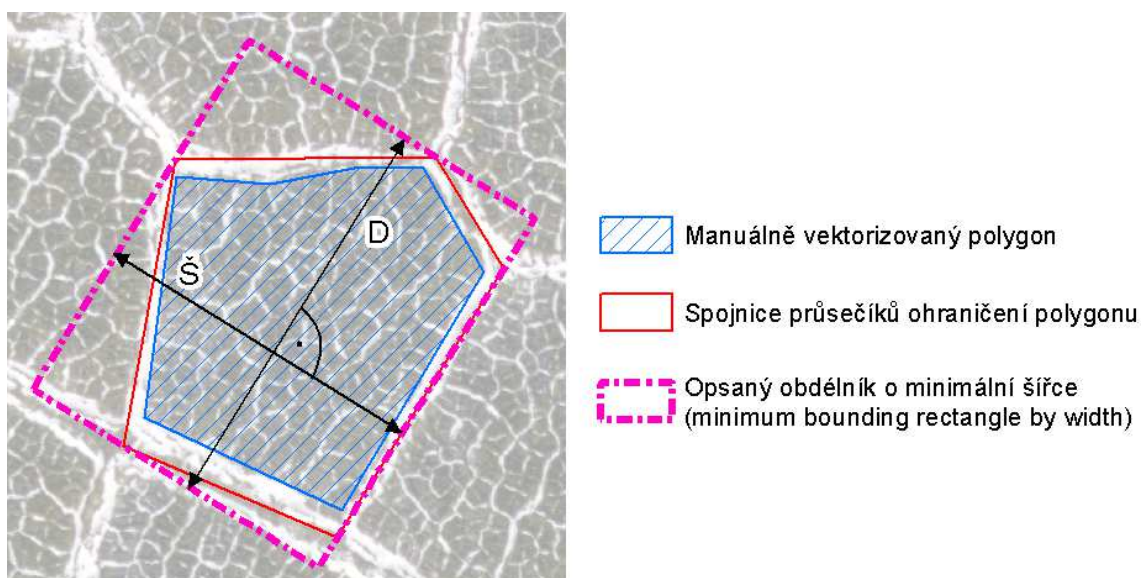 D
Š
Manuálně vektorizovaný polygon
Spojnice průsečíků ohraničení polygonu
Opsaný obdélník o minimální šířce
(minimum bounding rectangle by width)